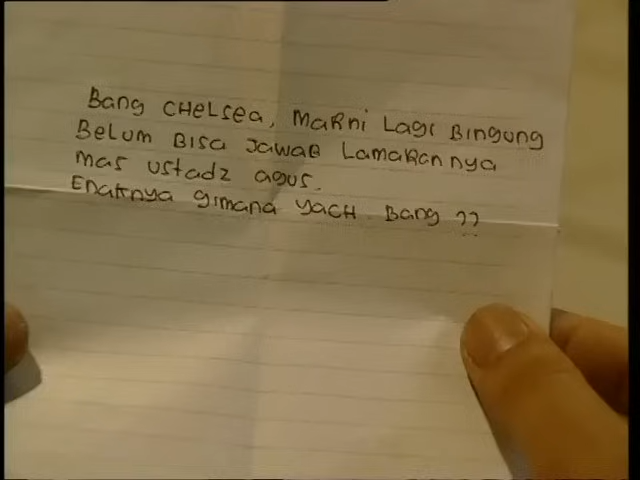 Bang CHeLsea, MaRni Lagi Bingung
BeLum Bisa JawaB LamaRannya
mas ustadz agus.
Enaknya gimana yacH Bang ??